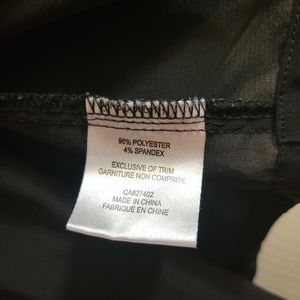 96% POLYESTER
4% SPANDEX
EXCLUSIVE OF TRIM
GARNITURE NON COMPRISE
CA#27402
MADE IN CHINA
FABRIQUE EN CHINE